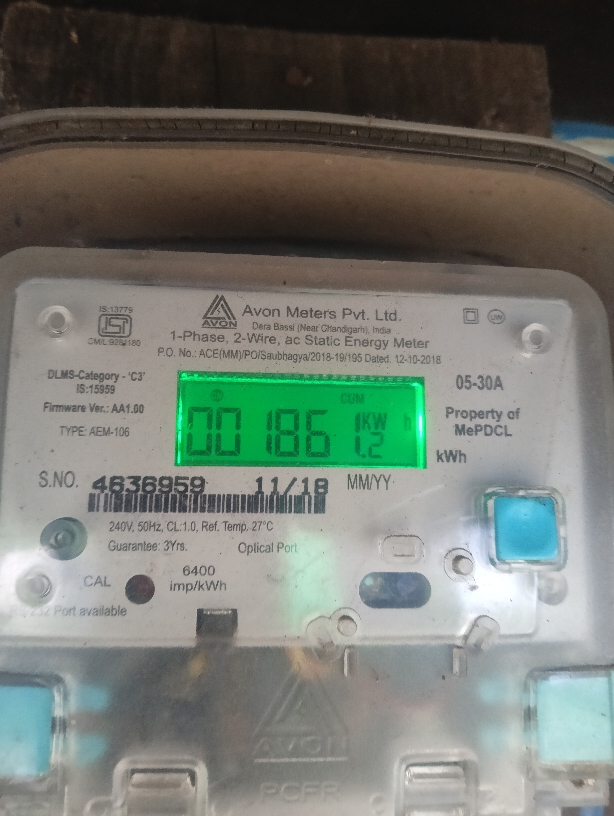 IS:13779
ISI
CM/L:9284186
AVON
Avon Meters Pvt. Ltd.
Dera Bassi (Near Chandigarh), India
1-Phase, 2-Wire, ac Static Energy Meter
P.O. No.: ACE(MM)/PO/Saubhagya/2018-19/195 Dated. 12-10-2018
DLMS-Category - 'C3'
IS:15959
Firmware Ver.: AA1.00
TYPE: AEM-106
CUM
KW h
001861
1.2
05-30A
Property of
MePDCL
kWh
S.NO. 4636959 11/18 MM/YY
240V, 50Hz, CL:1.0, Ref. Temp. 27°C
Guarantee: 3Yrs. Optical Port
CAL
6400
imp/kWh
Port available
AVON